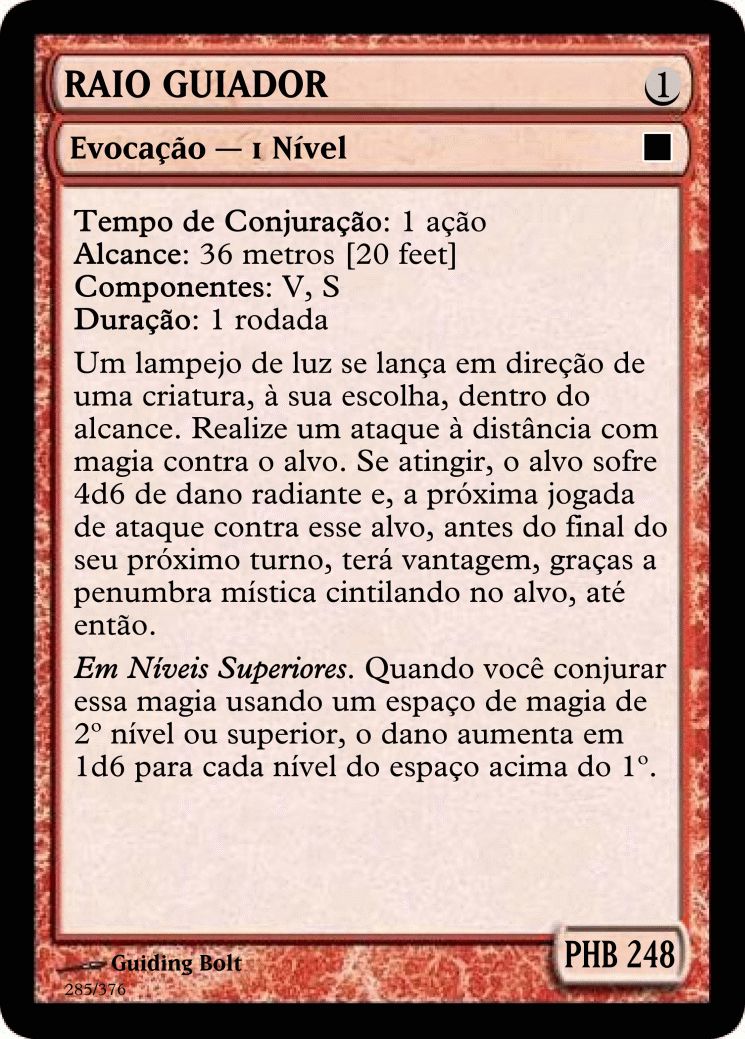 RAIO GUIADOR 1
Evocação — 1 Nível
Tempo de Conjuração: 1 ação
Alcance: 36 metros [20 feet]
Componentes: V, S
Duração: 1 rodada
Um lampejo de luz se lança em direção de
uma criatura, à sua escolha, dentro do
alcance. Realize um ataque à distância com
magia contra o alvo. Se atingir, o alvo sofre
4d6 de dano radiante e, a próxima jogada
de ataque contra esse alvo, antes do final do
seu próximo turno, terá vantagem, graças a
penumbra mística cintilando no alvo, até
então.
Em Níveis Superiores. Quando você conjurar
essa magia usando um espaço de magia de
2º nível ou superior, o dano aumenta em
1d6 para cada nível do espaço acima do 1º.
PHB 248
Guiding Bolt
285/376